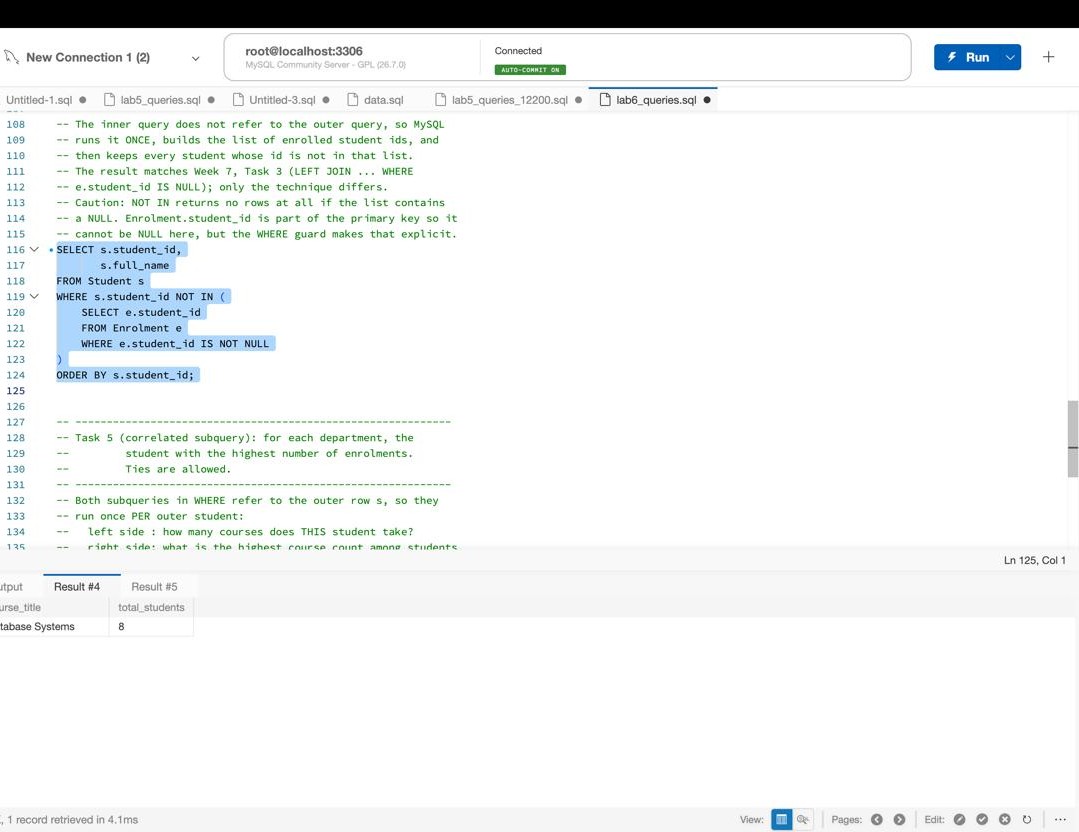 New Connection 1 (2)
root@localhost:3306
MySQL Community Server - GPL (26.7.0)
Connected
AUTO-COMMIT ON
Run
Untitled-1.sql
lab5_queries.sql
Untitled-3.sql
data.sql
lab5_queries_12200.sql
lab6_queries.sql
108 -- The inner query does not refer to the outer query, so MySQL
109 -- runs it ONCE, builds the list of enrolled student ids, and
110 -- then keeps every student whose id is not in that list.
111 -- The result matches Week 7, Task 3 (LEFT JOIN ... WHERE
112 -- e.student_id IS NULL); only the technique differs.
113 -- Caution: NOT IN returns no rows at all if the list contains
114 -- a NULL. Enrolment.student_id is part of the primary key so it
115 -- cannot be NULL here, but the WHERE guard makes that explicit.
116 SELECT s.student_id,
117 s.full_name
118 FROM Student s
119 WHERE s.student_id NOT IN (
120 SELECT e.student_id
121 FROM Enrolment e
122 WHERE e.student_id IS NOT NULL
123 )
124 ORDER BY s.student_id;
125
126
127 -- ------------------------------------------------------------
128 -- Task 5 (correlated subquery): for each department, the
129 -- student with the highest number of enrolments.
130 -- Ties are allowed.
131 -- ------------------------------------------------------------
132 -- Both subqueries in WHERE refer to the outer row s, so they
133 -- run once PER outer student:
134 -- left side : how many courses does THIS student take?
135 -- right side: what is the highest course count among students
Ln 125, Col 1
utput
Result #4
Result #5
urse_title
total_students
tabase Systems
8
, 1 record retrieved in 4.1ms
View:
Pages:
Edit: